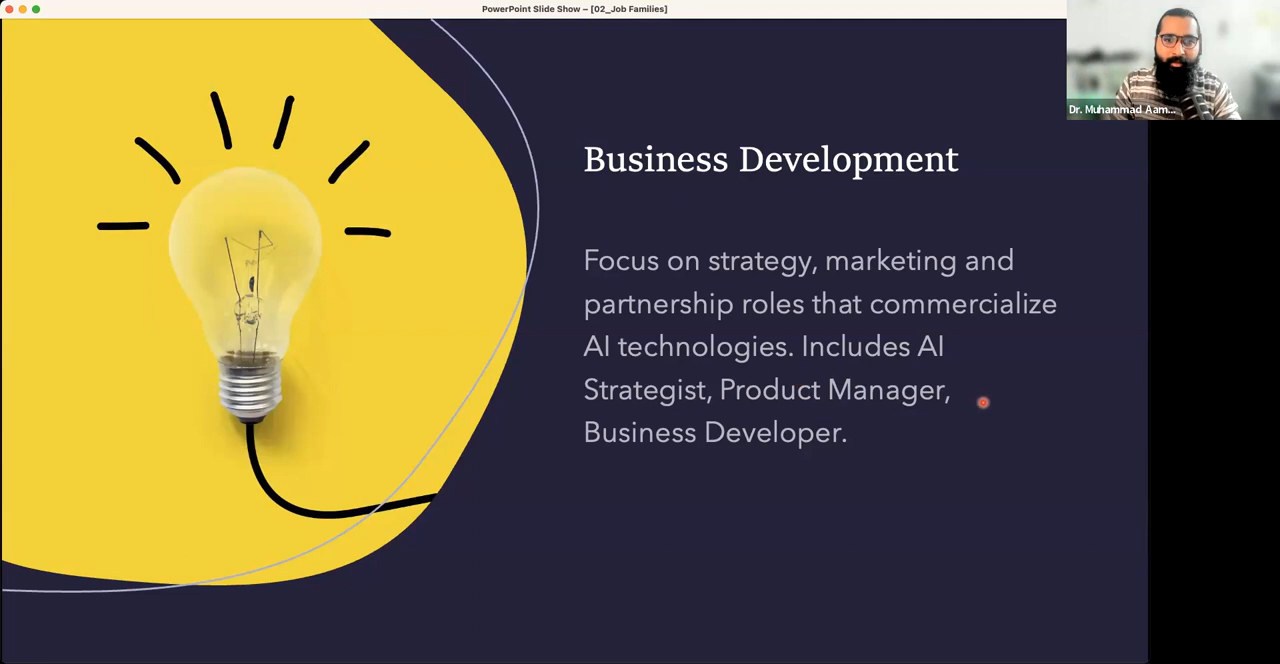 PowerPoint Slide Show – [02_Job Families]
Dr. Muhammad Aam...
Business Development
Focus on strategy, marketing and
partnership roles that commercialize
AI technologies. Includes AI
Strategist, Product Manager,
Business Developer.